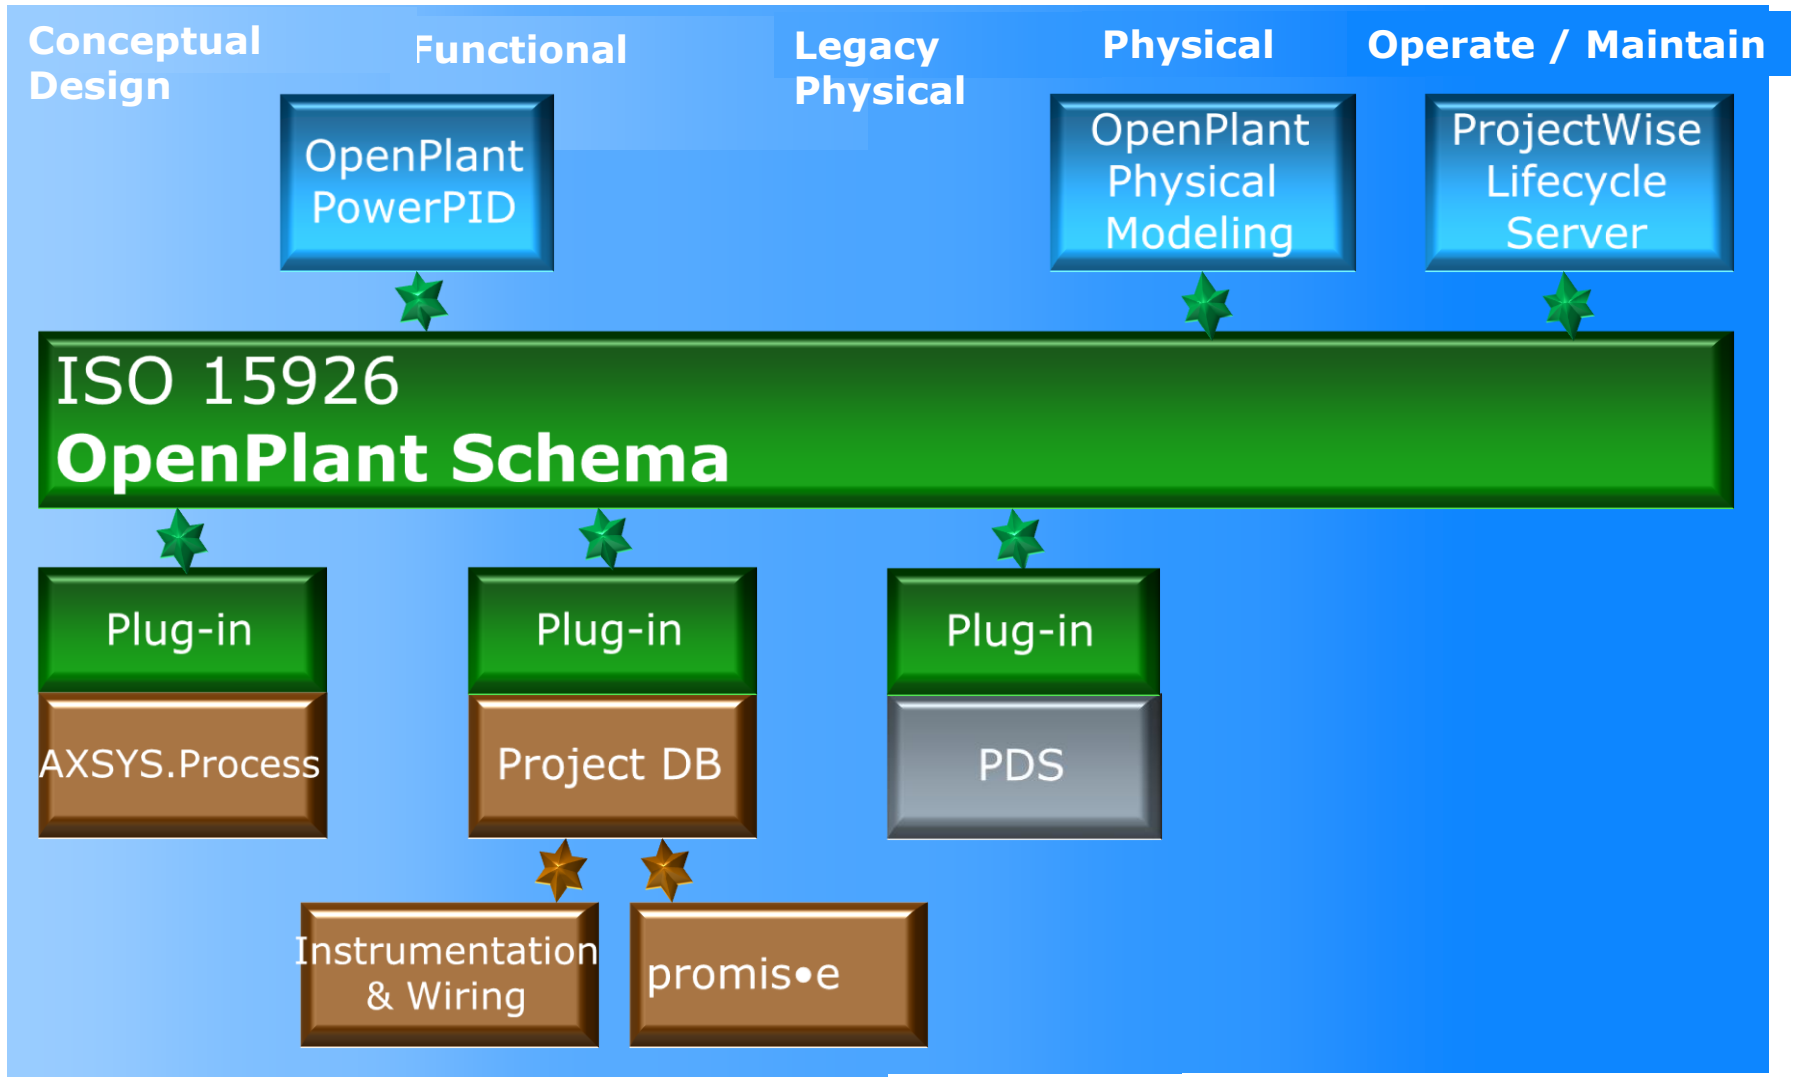 Conceptual
Design
Functional
Legacy
Physical
Physical
Operate / Maintain
OpenPlant
PowerPID
OpenPlant
Physical
Modeling
ProjectWise
Lifecycle
Server
ISO 15926
OpenPlant Schema
Plug-in
Plug-in
Plug-in
AXSYS.Process
Project DB
PDS
Instrumentation
& Wiring
promis•e